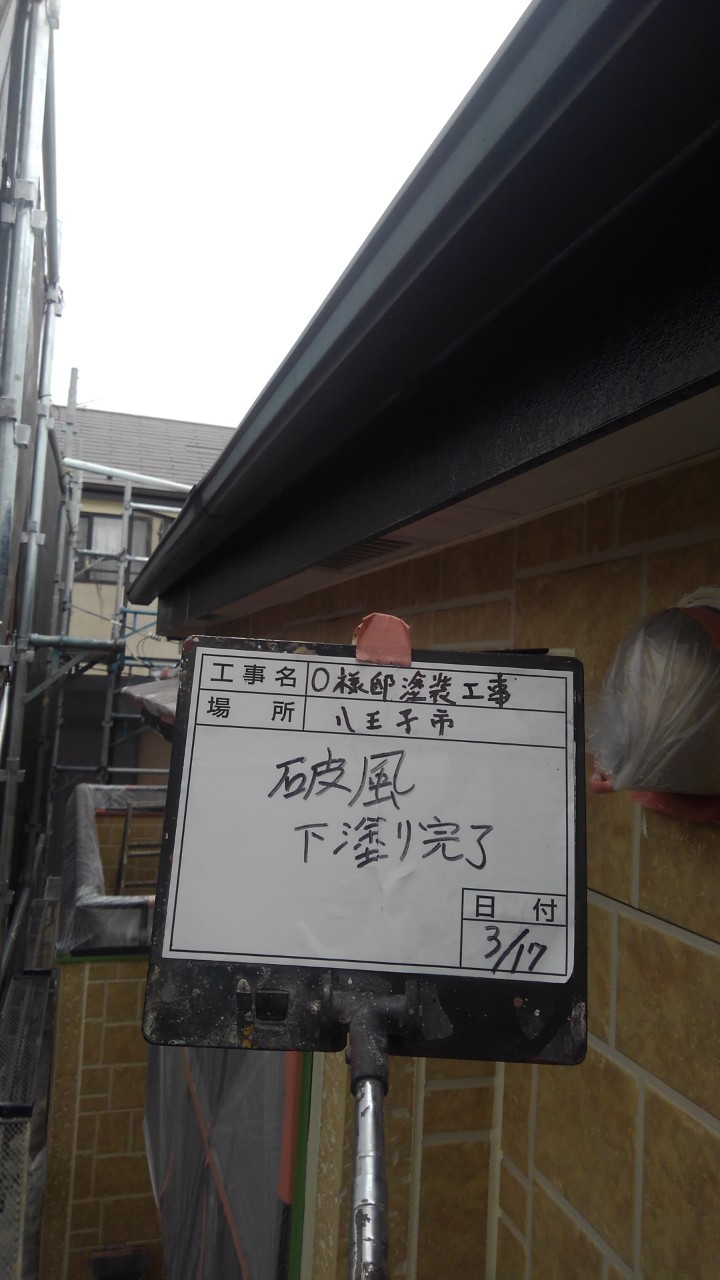 工事名 O様邸塗装工事
場所 八王子市
破風
下塗り完了
日付
3/17